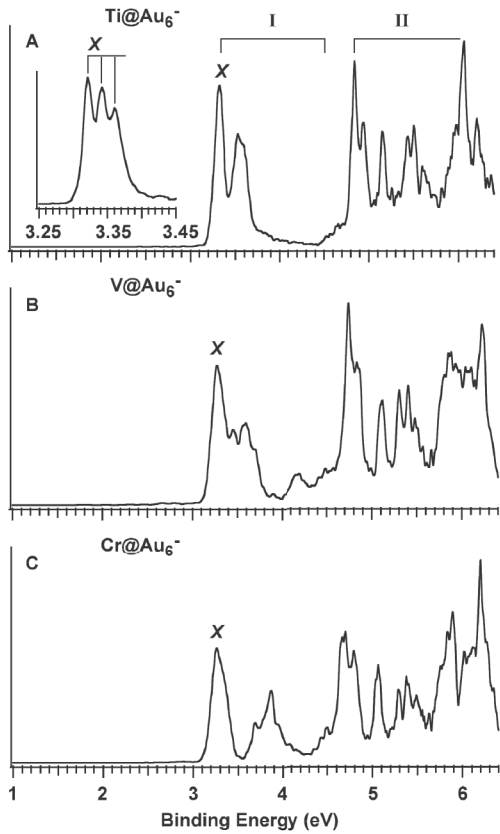 Ti@Au6-
I II
A X X
3.25 3.35 3.45
V@Au6-
B
X
Cr@Au6-
C
X
1 2 3 4 5 6
Binding Energy (eV)